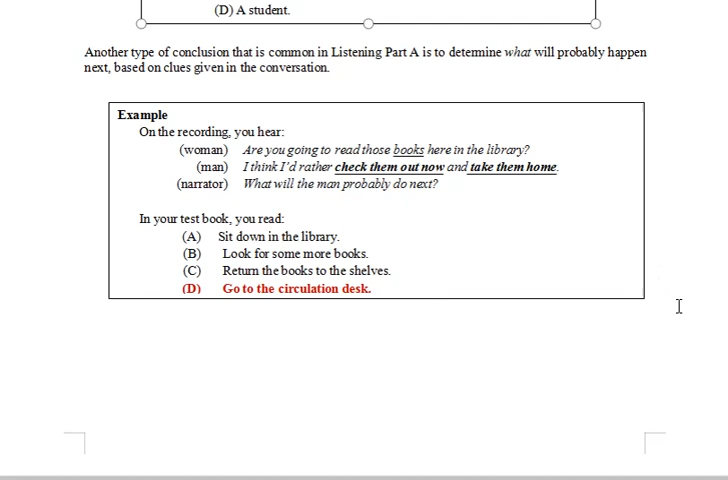 (D) A student.
Another type of conclusion that is common in Listening Part A is to determine what will probably happen
next, based on clues given in the conversation.
Example
On the recording, you hear:
(woman) Are you going to read those books here in the library?
(man) I think I'd rather check them out now and take them home.
(narrator) What will the man probably do next?
In your test book, you read:
(A) Sit down in the library.
(B) Look for some more books.
(C) Return the books to the shelves.
(D) Go to the circulation desk.